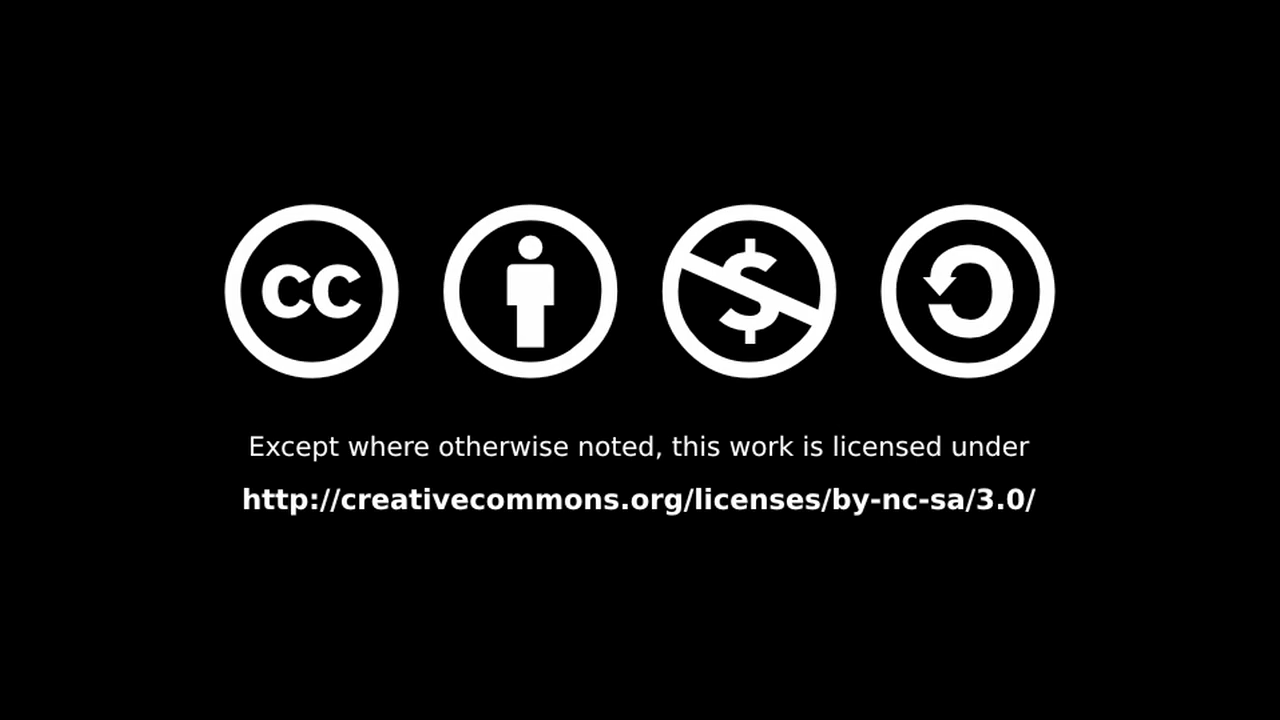 cc
$
Except where otherwise noted, this work is licensed under
http://creativecommons.org/licenses/by-nc-sa/3.0/